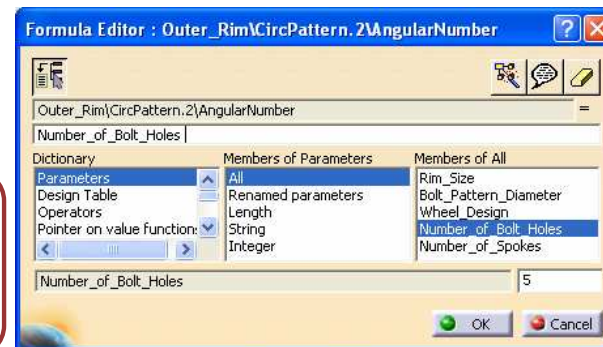 Formula Editor : Outer_Rim\CircPattern.2\AngularNumber
Outer_Rim\CircPattern.2\AngularNumber =
Number_of_Bolt_Holes
Dictionary Members of Parameters Members of All
Parameters All Rim_Size
Design Table Renamed parameters Bolt_Pattern_Diameter
Operators Length Wheel_Design
Pointer on value functions String Number_of_Bolt_Holes
Integer Number_of_Spokes
Number_of_Bolt_Holes 5
OK Cancel